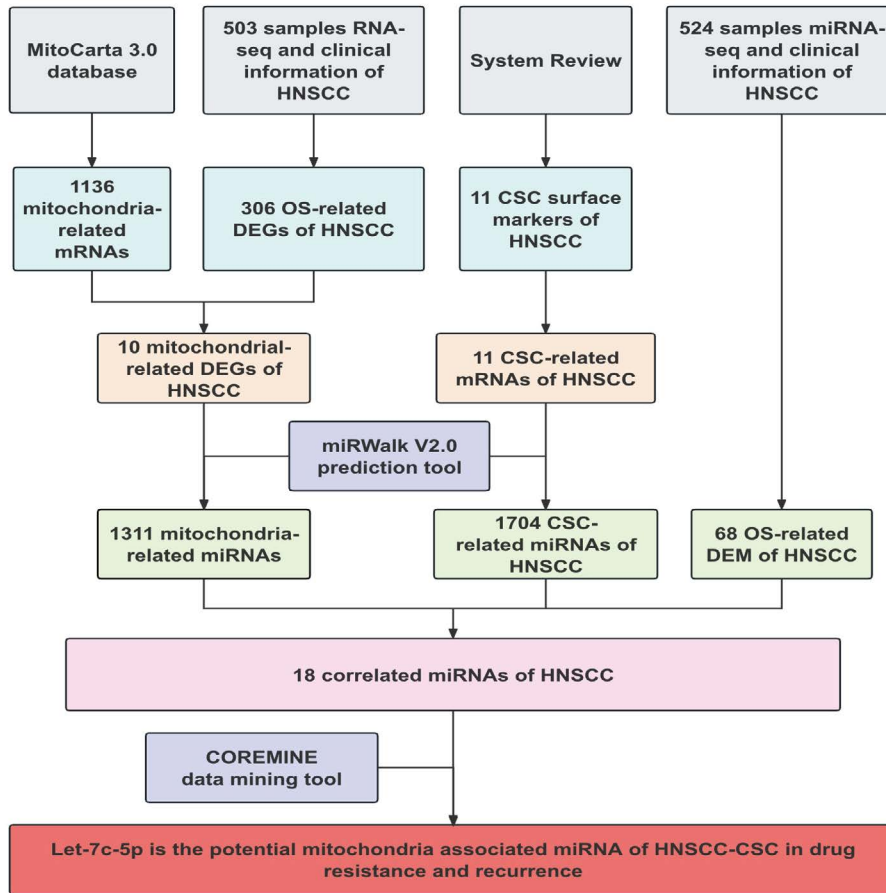 MitoCarta 3.0
database
503 samples RNA-
seq and clinical
information of
HNSCC
System Review
524 samples miRNA-
seq and clinical
information of
HNSCC
1136
mitochondria-
related
mRNAs
306 OS-related
DEGs of HNSCC
11 CSC surface
markers of
HNSCC
10 mitochondrial-
related DEGs of
HNSCC
11 CSC-related
mRNAs of HNSCC
miRWalk V2.0
prediction tool
1311 mitochondria-
related miRNAs
1704 CSC-
related miRNAs of
HNSCC
68 OS-related
DEM of HNSCC
18 correlated miRNAs of HNSCC
COREMINE
data mining tool
Let-7c-5p is the potential mitochondria associated miRNA of HNSCC-CSC in drug
resistance and recurrence